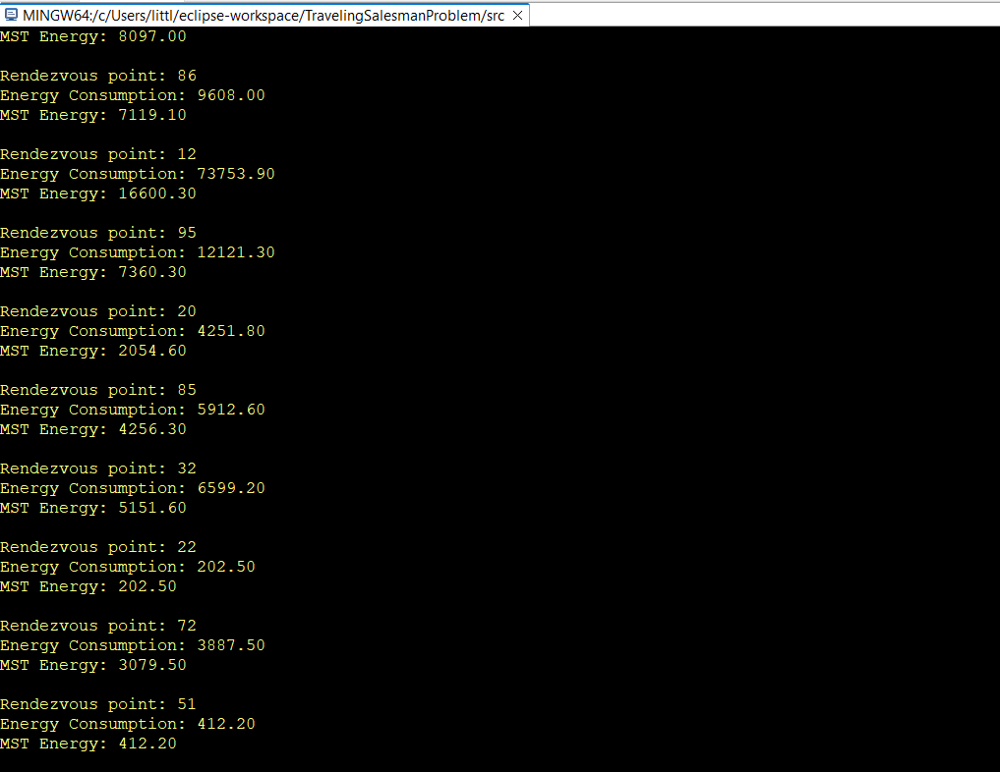 MINGW64:/c/Users/littl/eclipse-workspace/TravelingSalesmanProblem/src
MST Energy: 8097.00
Rendezvous point: 86
Energy Consumption: 9608.00
MST Energy: 7119.10
Rendezvous point: 12
Energy Consumption: 73753.90
MST Energy: 16600.30
Rendezvous point: 95
Energy Consumption: 12121.30
MST Energy: 7360.30
Rendezvous point: 20
Energy Consumption: 4251.80
MST Energy: 2054.60
Rendezvous point: 85
Energy Consumption: 5912.60
MST Energy: 4256.30
Rendezvous point: 32
Energy Consumption: 6599.20
MST Energy: 5151.60
Rendezvous point: 22
Energy Consumption: 202.50
MST Energy: 202.50
Rendezvous point: 72
Energy Consumption: 3887.50
MST Energy: 3079.50
Rendezvous point: 51
Energy Consumption: 412.20
MST Energy: 412.20